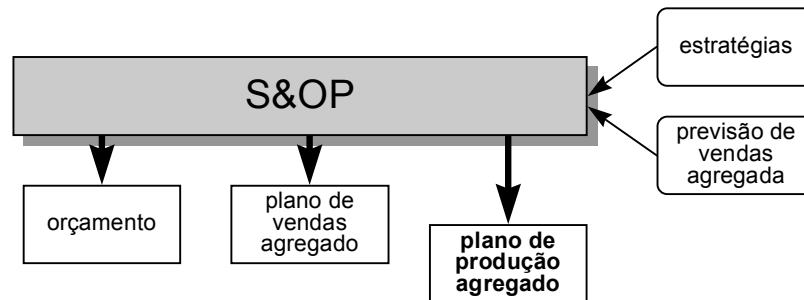 estratégias
S&OP
previsão de
vendas
agregada
orçamento
plano de
vendas
agregado
plano de
produção
agregado